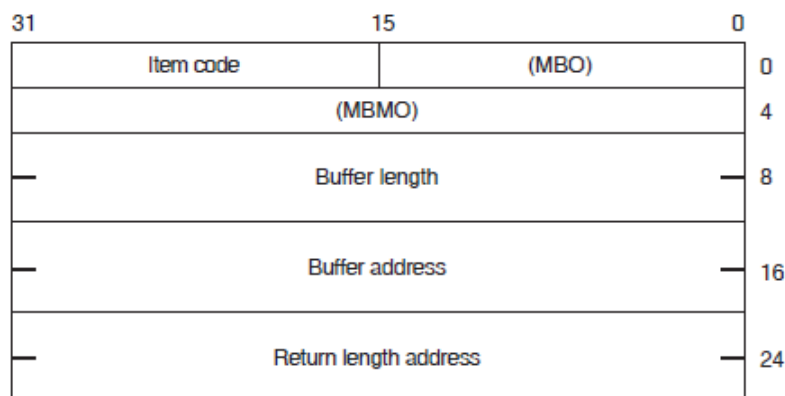 31 15 0
Item code (MBO) 0
(MBMO) 4
Buffer length 8
Buffer address 16
Return length address 24